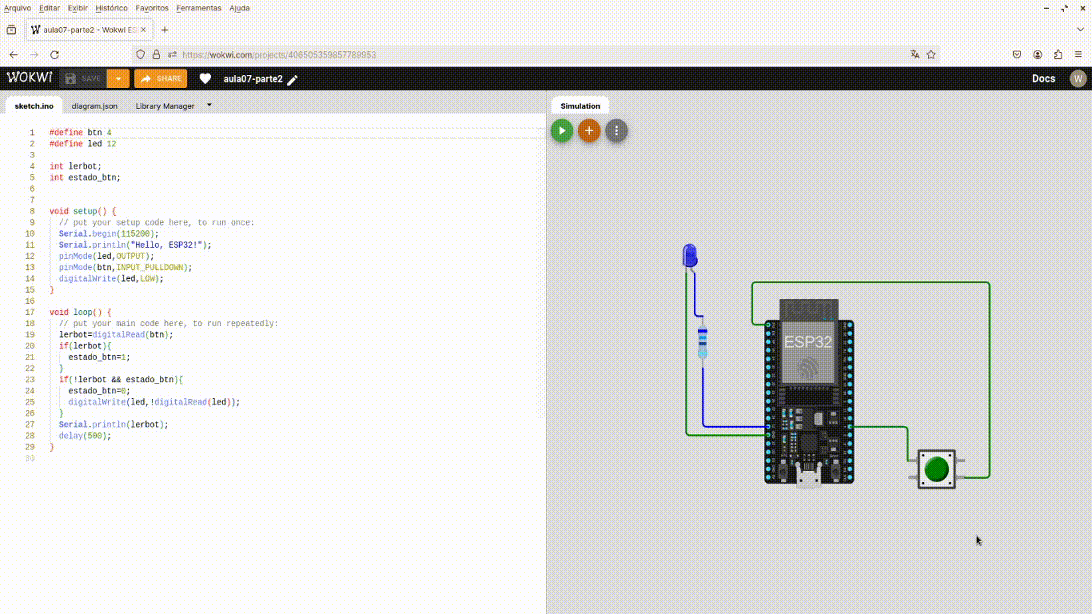 Arquivo Editar Exibir Histórico Favoritos Ferramentas Ajuda
aula07-parte2 - Wokwi ES
https://wokwi.com/projects/406505359857789953
WOKWI SAVE SHARE aula07-parte2 Docs W
sketch.ino diagram.json Library Manager
Simulation
1 #define btn 4
2 #define led 12
3
4 int lerbot;
5 int estado_btn;
6
7
8 void setup() {
9 // put your setup code here, to run once:
10 Serial.begin(115200);
11 Serial.println("Hello, ESP32!");
12 pinMode(led,OUTPUT);
13 pinMode(btn,INPUT_PULLDOWN);
14 digitalWrite(led,LOW);
15 }
16
17 void loop() {
18 // put your main code here, to run repeatedly:
19 lerbot=digitalRead(btn);
20 if(lerbot){
21 estado_btn=1;
22 }
23 if(!lerbot && estado_btn){
24 estado_btn=0;
25 digitalWrite(led,!digitalRead(led));
26 }
27 Serial.println(lerbot);
28 delay(500);
29 }
30
ESP32